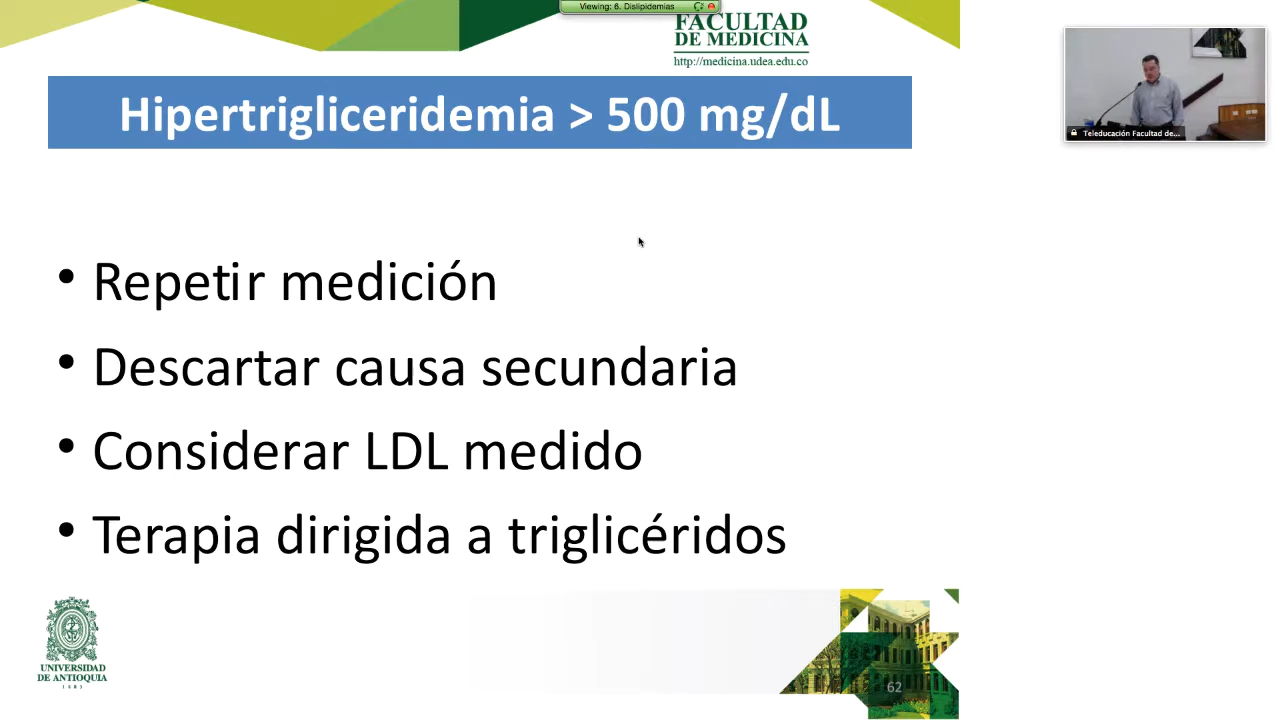 Viewing: 6. Dislipidemias
FACULTAD
DE MEDICINA
http://medicina.udea.edu.co
Hipertrigliceridemia > 500 mg/dL
Teleducación Facultad de...
• Repetir medición
• Descartar causa secundaria
• Considerar LDL medido
• Terapia dirigida a triglicéridos
UNIVERSIDAD
DE ANTIOQUIA
1803
62